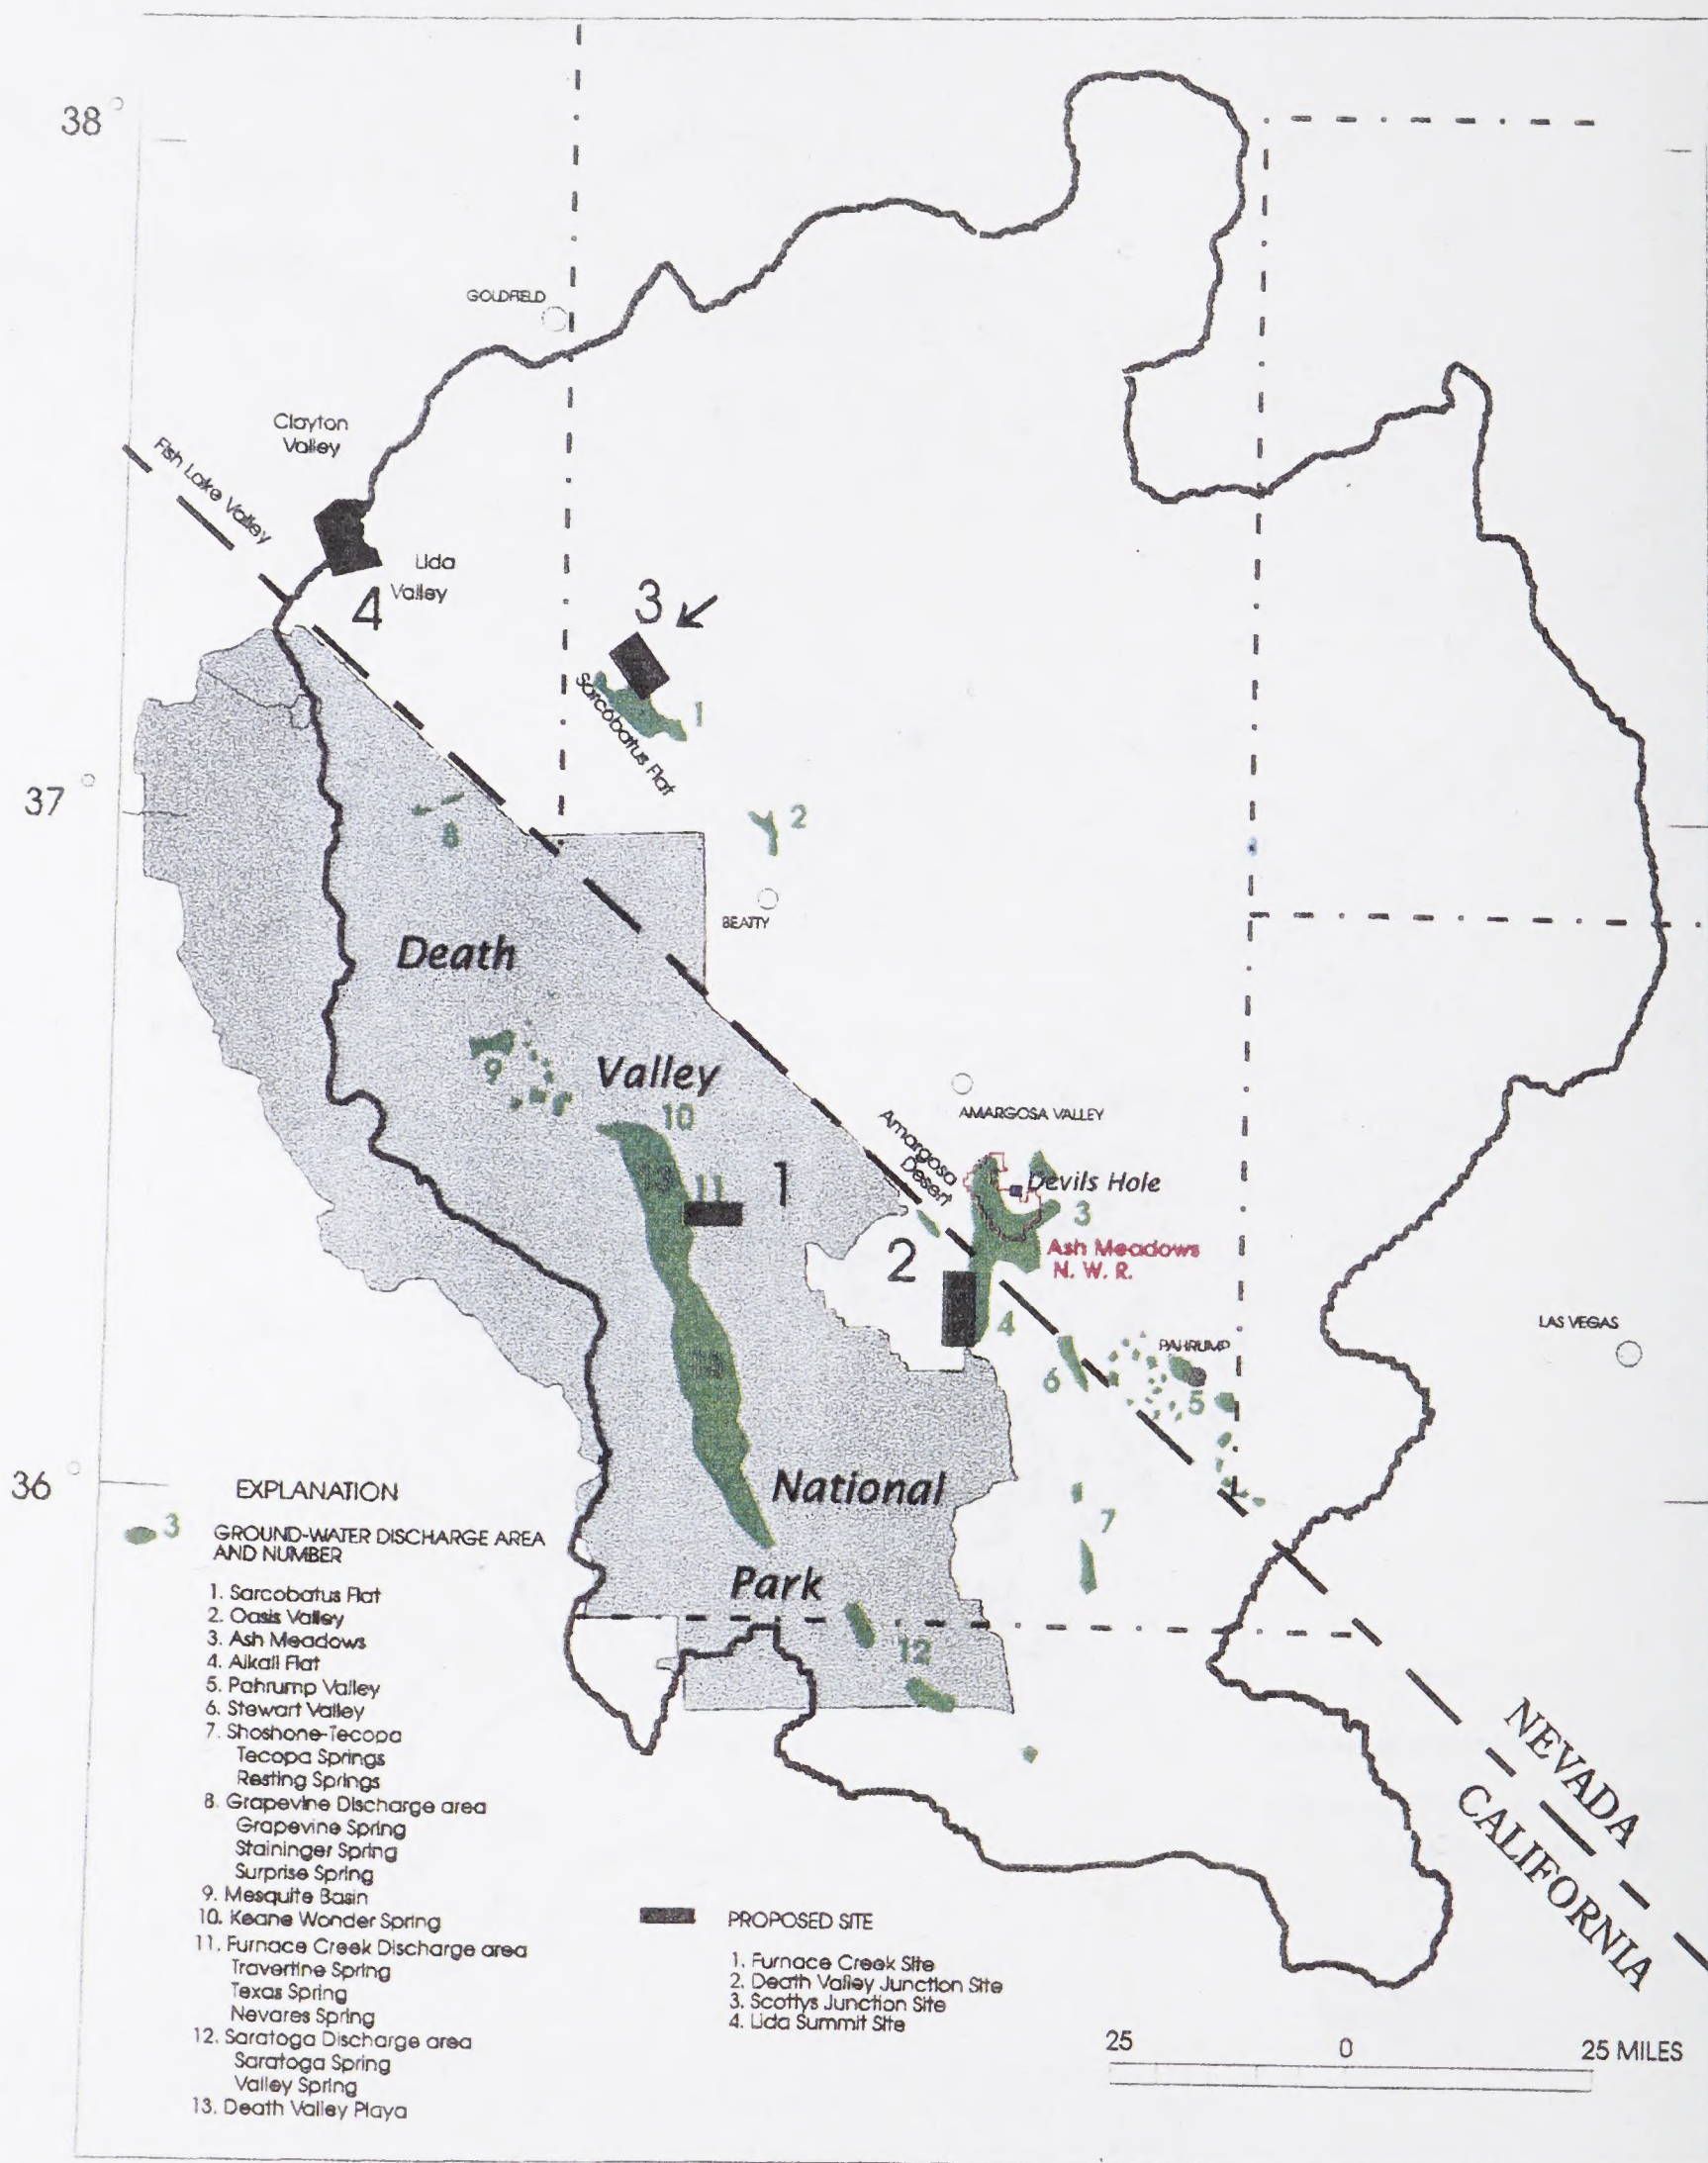 38°
GOLDFIELD
Clayton
Valley
Fish Lake Valley
Lida
Valley
4
3
Sarcobatus Flat
1
37°
2
8
BEATTY
Death
9
Valley
10
AMARGOSA VALLEY
Amargosa
Desert
13
11
1
Devils Hole
3
2
Ash Meadows
N. W. R.
4
LAS VEGAS
PAHRUMP
6
5
13
36°
National
7
Park
12
NEVADA
CALIFORNIA
EXPLANATION
3
GROUND-WATER DISCHARGE AREA
AND NUMBER
1. Sarcobatus Flat
2. Oasis Valley
3. Ash Meadows
4. Alkali Flat
5. Pahrump Valley
6. Stewart Valley
7. Shoshone-Tecopa
Tecopa Springs
Resting Springs
8. Grapevine Discharge area
Grapevine Spring
Staininger Spring
Surprise Spring
9. Mesquite Basin
10. Keane Wonder Spring
11. Furnace Creek Discharge area
Travertine Spring
Texas Spring
Nevares Spring
12. Saratoga Discharge area
Saratoga Spring
Valley Spring
13. Death Valley Playa
PROPOSED SITE
1. Furnace Creek Site
2. Death Valley Junction Site
3. Scottys Junction Site
4. Lida Summit Site
25 0 25 MILES